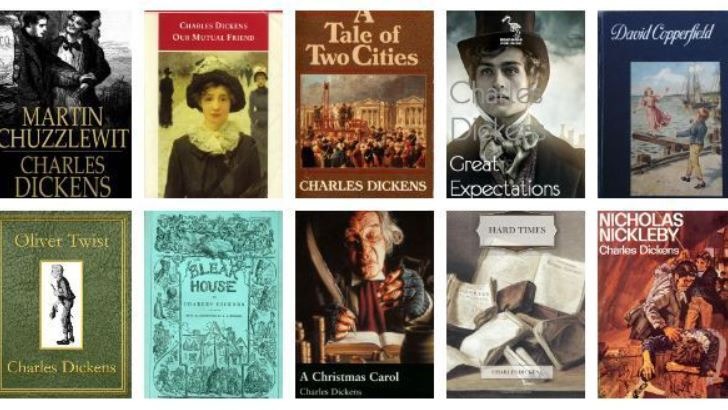 MARTIN
CHUZZLEWIT
CHARLES
DICKENS
CHARLES DICKENS
OUR MUTUAL FRIEND
A
Tale of
Two Cities
CHARLES DICKENS
Charles
Dickens
Great
Expectations
David Copperfield
Oliver Twist
Charles Dickens
BLEAK
HOUSE
CHARLES DICKENS
A Christmas Carol
Charles Dickens
HARD TIMES
CHARLES DICKENS
NICHOLAS
NICKLEBY
Charles Dickens